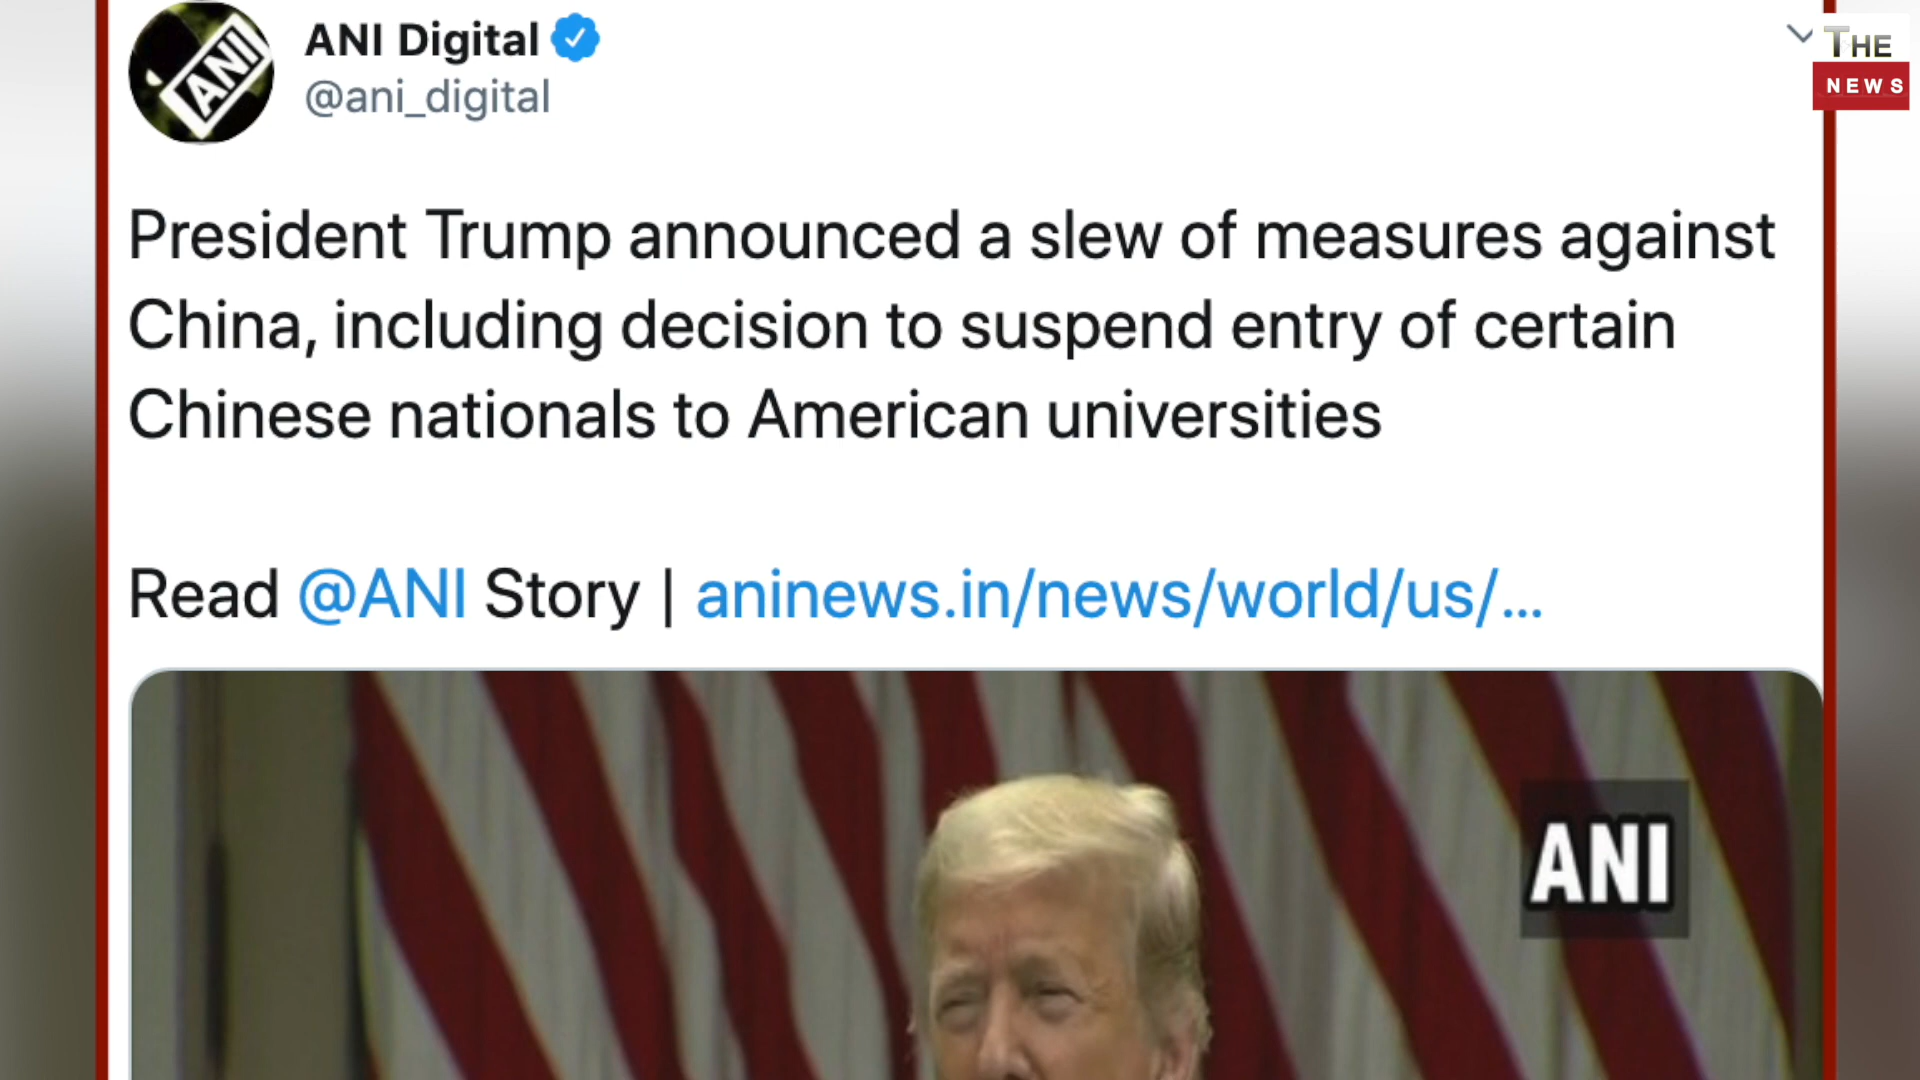 ANI
ANI Digital
@ani_digital
THE
NEWS
President Trump announced a slew of measures against
China, including decision to suspend entry of certain
Chinese nationals to American universities
Read @ANI Story | aninews.in/news/world/us/...
ANI